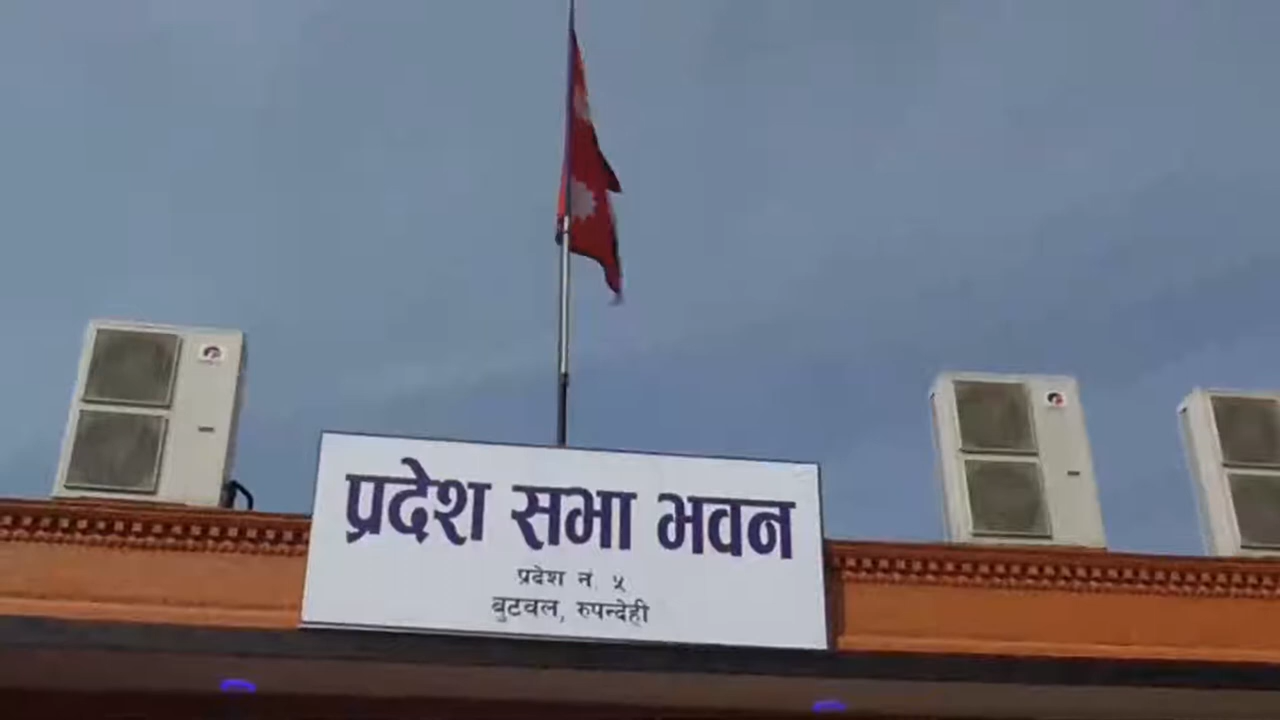 प्रदेश सभा भवन
प्रदेश नं. ५
बुटवल, रुपन्देही